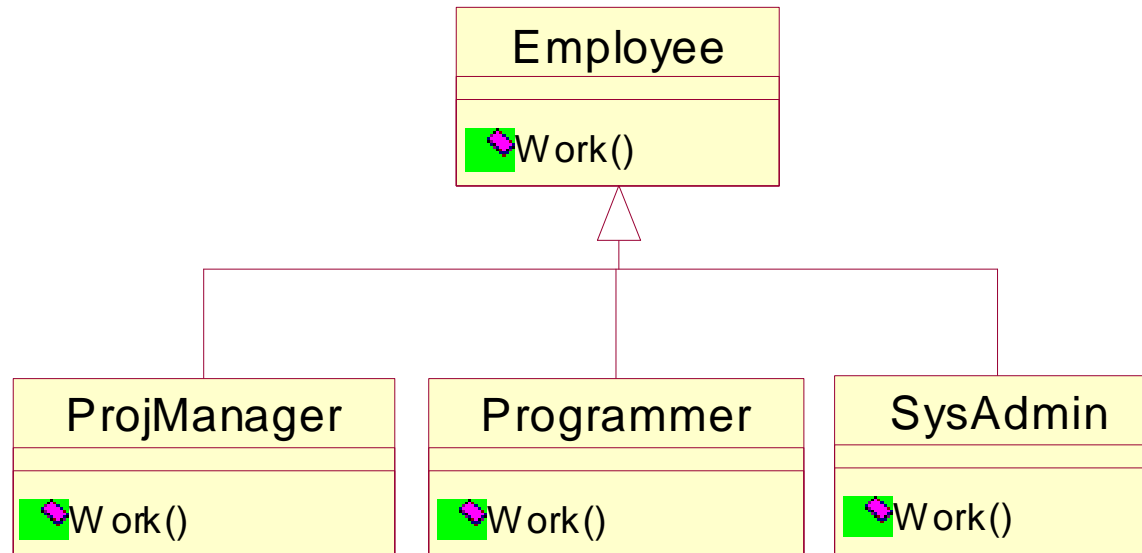 Employee
Work()
ProjManager
Programmer
SysAdmin
Work()
Work()
Work()